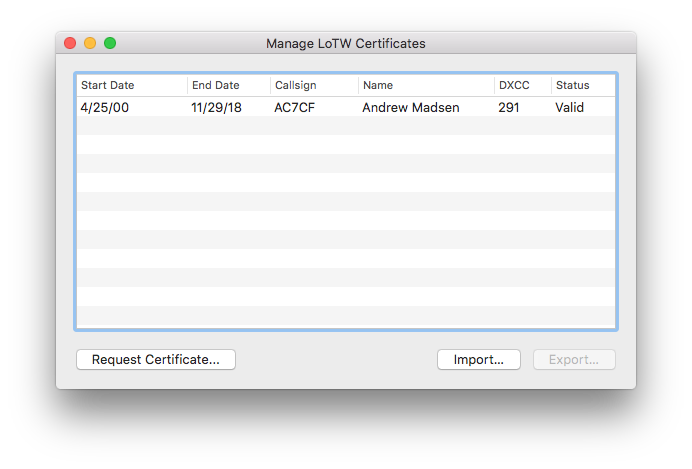 Manage LoTW Certificates
Start Date End Date Callsign Name DXCC Status
4/25/00 11/29/18 AC7CF Andrew Madsen 291 Valid
Request Certificate... Import... Export...